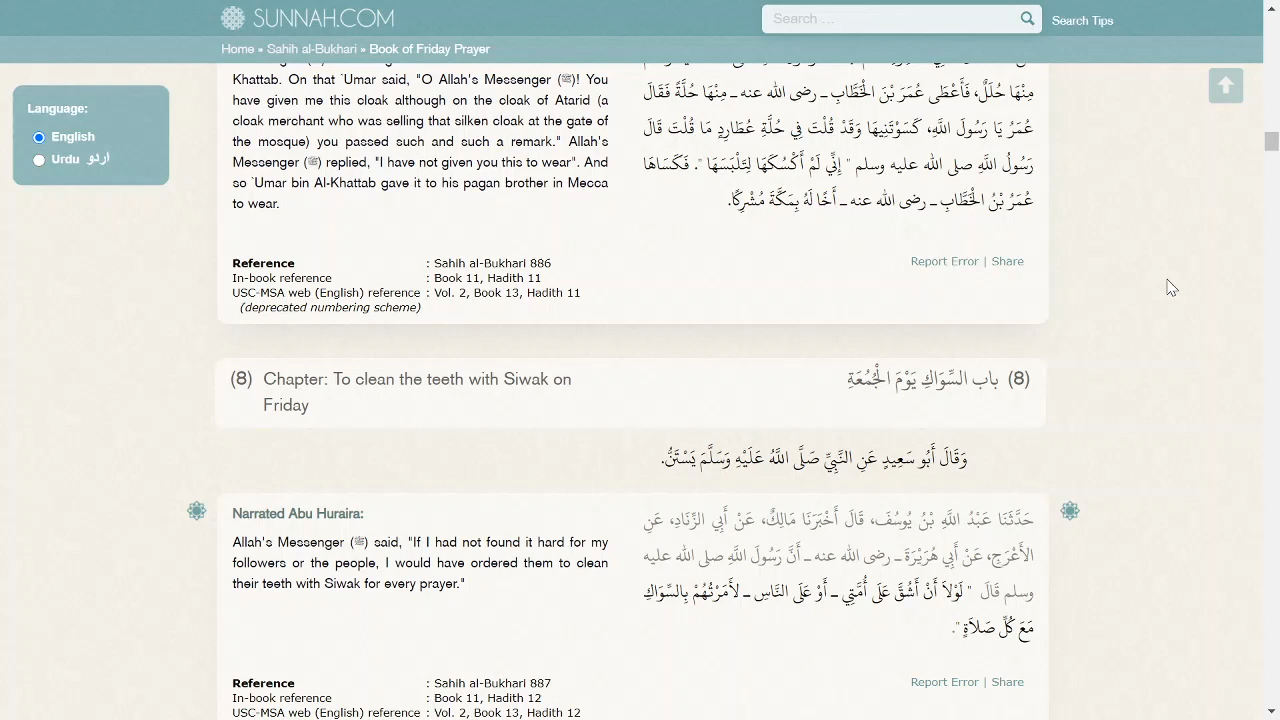 SUNNAH.COM
Search ...
Search Tips
Home » Sahih al-Bukhari » Book of Friday Prayer
Language:
English
Urdu اردو
Khattab. On that `Umar said, "O Allah's Messenger (ﷺ)! You
have given me this cloak although on the cloak of Atarid (a
cloak merchant who was selling that silken cloak at the gate of
the mosque) you passed such and such a remark." Allah's
Messenger (ﷺ) replied, "I have not given you this to wear". And
so `Umar bin Al-Khattab gave it to his pagan brother in Mecca
to wear.
مِنْهَا حُلَلٌ، فَأَعْطَى عُمَرَ بْنَ الْخَطَّابِ ـ رضى الله عنه ـ مِنْهَا حُلَّةً فَقَالَ
عُمَرُ يَا رَسُولَ اللَّهِ، كَسَوْتَنِيهَا وَقَدْ قُلْتَ فِي حُلَّةِ عُطَارِدٍ مَا قُلْتَ قَالَ
رَسُولُ اللَّهِ صلى الله عليه وسلم " إِنِّي لَمْ أَكْسُكَهَا لِتَلْبَسَهَا ". فَكَسَاهَا
عُمَرُ بْنُ الْخَطَّابِ ـ رضى الله عنه ـ أَخًا لَهُ بِمَكَّةَ مُشْرِكًا.
Reference : Sahih al-Bukhari 886
In-book reference : Book 11, Hadith 11
USC-MSA web (English) reference : Vol. 2, Book 13, Hadith 11
(deprecated numbering scheme)
Report Error | Share
(8) Chapter: To clean the teeth with Siwak on
Friday
(8) باب السِّوَاكِ يَوْمَ الْجُمُعَةِ
وَقَالَ أَبُو سَعِيدٍ عَنِ النَّبِيِّ صَلَّى اللَّهُ عَلَيْهِ وَسَلَّمَ يَسْتَنُّ.
Narrated Abu Huraira:
Allah's Messenger (ﷺ) said, "If I had not found it hard for my
followers or the people, I would have ordered them to clean
their teeth with Siwak for every prayer."
حَدَّثَنَا عَبْدُ اللَّهِ بْنُ يُوسُفَ، قَالَ أَخْبَرَنَا مَالِكٌ، عَنْ أَبِي الزِّنَادِ، عَنِ
الأَعْرَجِ، عَنْ أَبِي هُرَيْرَةَ ـ رضى الله عنه ـ أَنَّ رَسُولَ اللَّهِ صلى الله عليه
وسلم قَالَ " لَوْلاَ أَنْ أَشُقَّ عَلَى أُمَّتِي ـ أَوْ عَلَى النَّاسِ ـ لأَمَرْتُهُمْ بِالسِّوَاكِ
مَعَ كُلِّ صَلاَةٍ ".
Reference : Sahih al-Bukhari 887
In-book reference : Book 11, Hadith 12
USC-MSA web (English) reference : Vol. 2, Book 13, Hadith 12
Report Error | Share